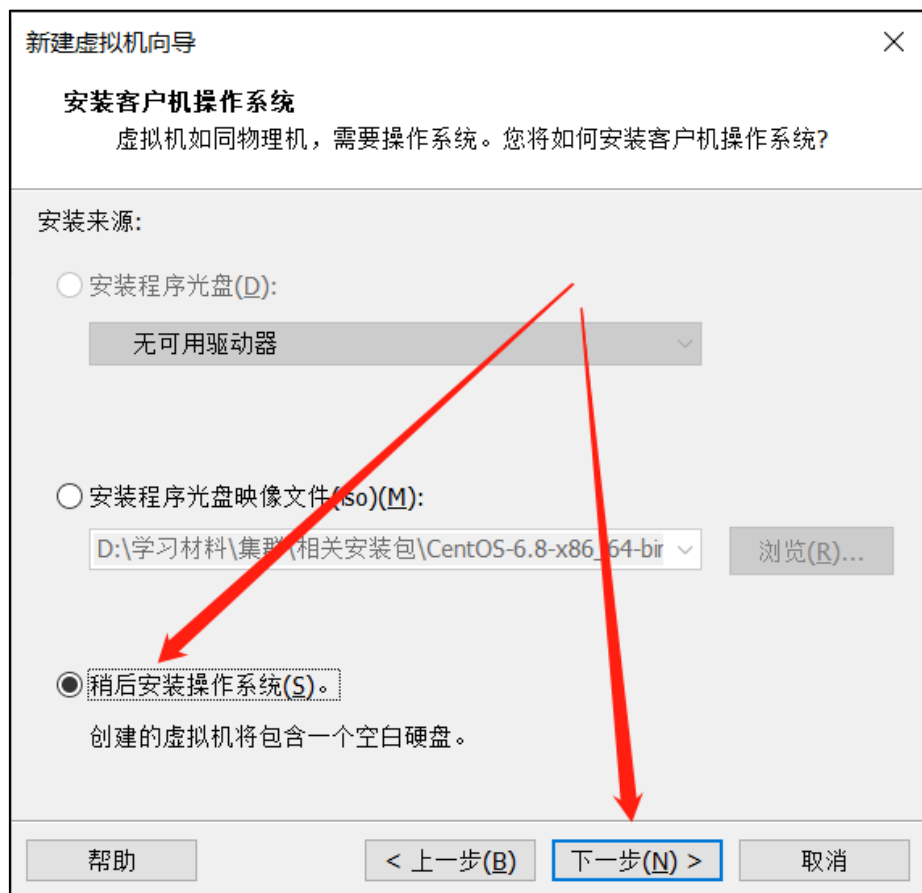 新建虚拟机向导
安装客户机操作系统
虚拟机如同物理机，需要操作系统。您将如何安装客户机操作系统?
安装来源:
安装程序光盘(D):
无可用驱动器
安装程序光盘映像文件(iso)(M):
D:\学习材料\集群\相关安装包\CentOS-6.8-x86_64-bin
浏览(R)...
稍后安装操作系统(S)。
创建的虚拟机将包含一个空白硬盘。
帮助 < 上一步(B) 下一步(N) > 取消